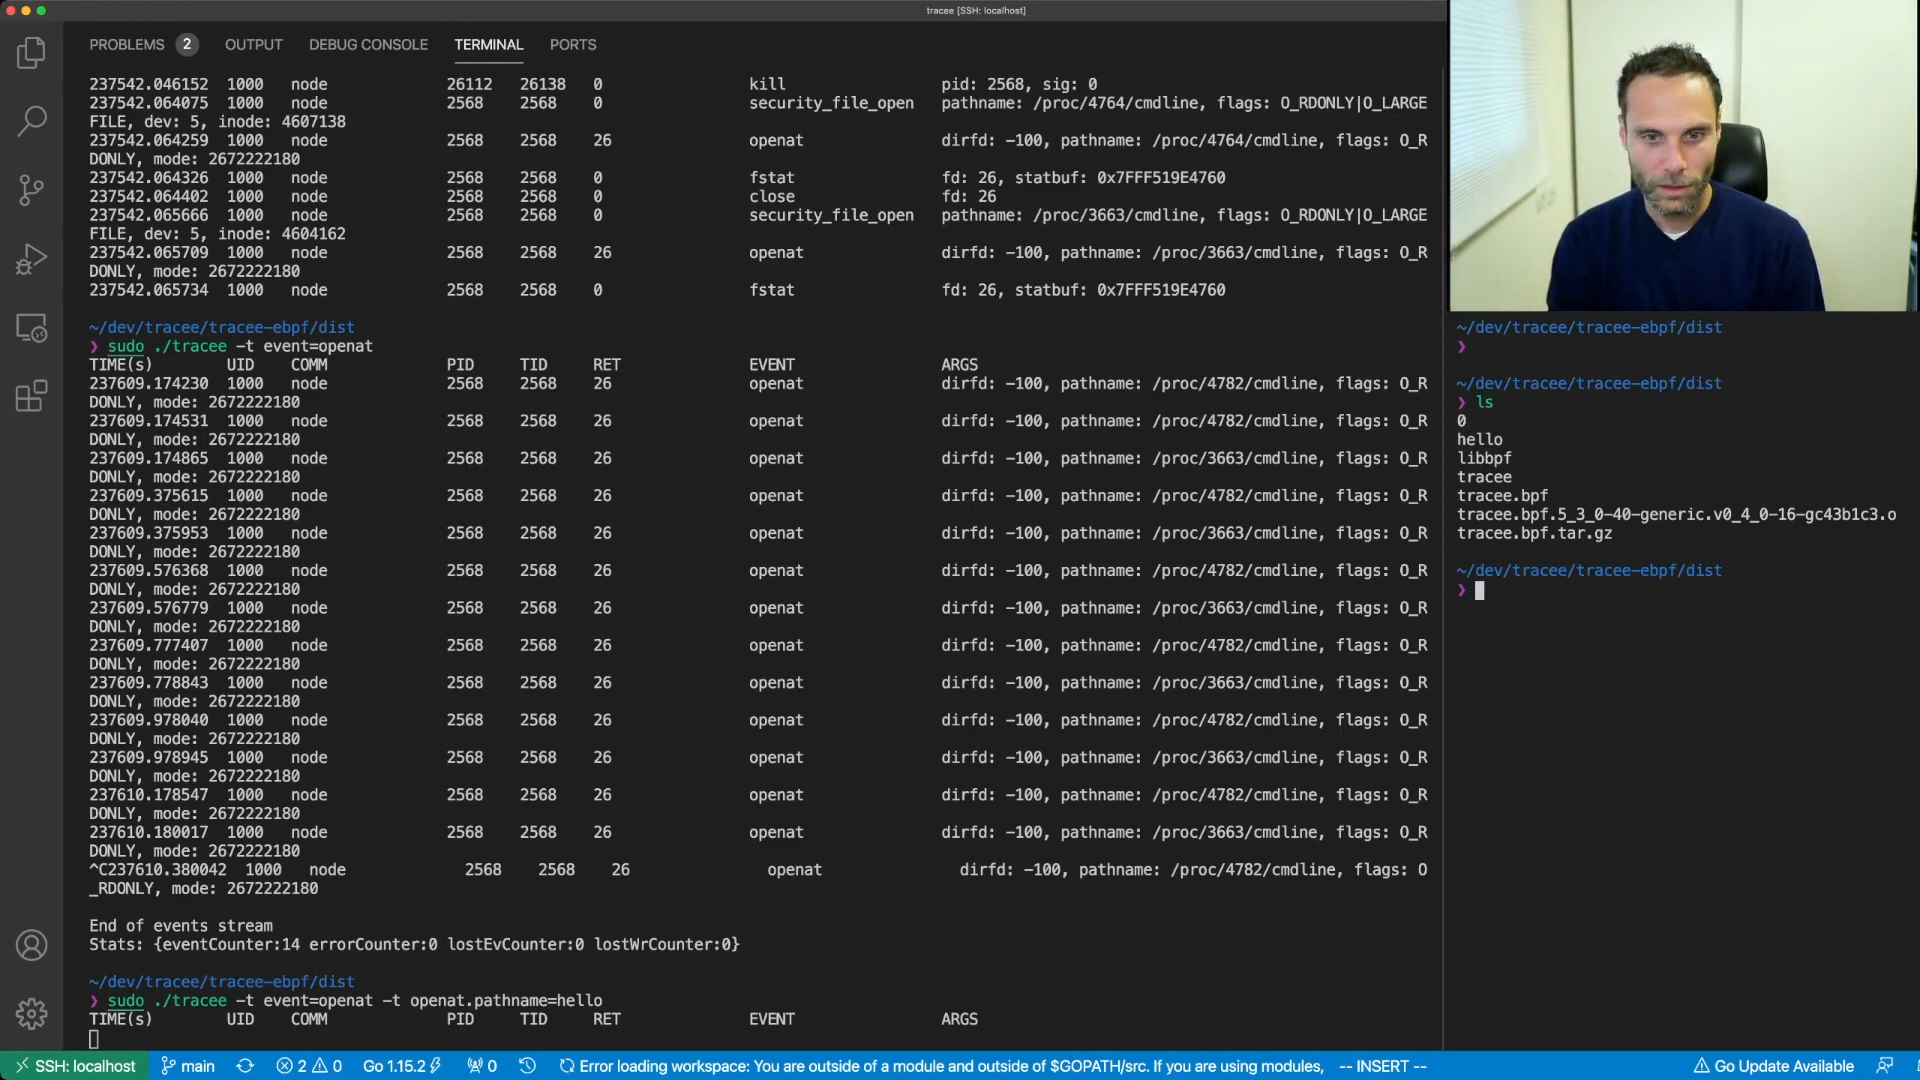 tracee [SSH: localhost]
PROBLEMS 2 OUTPUT DEBUG CONSOLE TERMINAL PORTS
237542.046152 1000 node 26112 26138 0 kill pid: 2568, sig: 0
237542.064075 1000 node 2568 2568 0 security_file_open pathname: /proc/4764/cmdline, flags: O_RDONLY|O_LARGE
FILE, dev: 5, inode: 4607138
237542.064259 1000 node 2568 2568 26 openat dirfd: -100, pathname: /proc/4764/cmdline, flags: O_R
DONLY, mode: 2672222180
237542.064326 1000 node 2568 2568 0 fstat fd: 26, statbuf: 0x7FFF519E4760
237542.064402 1000 node 2568 2568 0 close fd: 26
237542.065666 1000 node 2568 2568 0 security_file_open pathname: /proc/3663/cmdline, flags: O_RDONLY|O_LARGE
FILE, dev: 5, inode: 4604162
237542.065709 1000 node 2568 2568 26 openat dirfd: -100, pathname: /proc/3663/cmdline, flags: O_R
DONLY, mode: 2672222180
237542.065734 1000 node 2568 2568 0 fstat fd: 26, statbuf: 0x7FFF519E4760
~/dev/tracee/tracee-ebpf/dist
❯ sudo ./tracee -t event=openat
TIME(s) UID COMM PID TID RET EVENT ARGS
237609.174230 1000 node 2568 2568 26 openat dirfd: -100, pathname: /proc/4782/cmdline, flags: O_R
DONLY, mode: 2672222180
237609.174531 1000 node 2568 2568 26 openat dirfd: -100, pathname: /proc/4782/cmdline, flags: O_R
DONLY, mode: 2672222180
237609.174865 1000 node 2568 2568 26 openat dirfd: -100, pathname: /proc/3663/cmdline, flags: O_R
DONLY, mode: 2672222180
237609.375615 1000 node 2568 2568 26 openat dirfd: -100, pathname: /proc/4782/cmdline, flags: O_R
DONLY, mode: 2672222180
237609.375953 1000 node 2568 2568 26 openat dirfd: -100, pathname: /proc/3663/cmdline, flags: O_R
DONLY, mode: 2672222180
237609.576368 1000 node 2568 2568 26 openat dirfd: -100, pathname: /proc/4782/cmdline, flags: O_R
DONLY, mode: 2672222180
237609.576779 1000 node 2568 2568 26 openat dirfd: -100, pathname: /proc/3663/cmdline, flags: O_R
DONLY, mode: 2672222180
237609.777407 1000 node 2568 2568 26 openat dirfd: -100, pathname: /proc/4782/cmdline, flags: O_R
DONLY, mode: 2672222180
237609.778843 1000 node 2568 2568 26 openat dirfd: -100, pathname: /proc/3663/cmdline, flags: O_R
DONLY, mode: 2672222180
237609.978040 1000 node 2568 2568 26 openat dirfd: -100, pathname: /proc/4782/cmdline, flags: O_R
DONLY, mode: 2672222180
237609.978945 1000 node 2568 2568 26 openat dirfd: -100, pathname: /proc/3663/cmdline, flags: O_R
DONLY, mode: 2672222180
237610.178547 1000 node 2568 2568 26 openat dirfd: -100, pathname: /proc/4782/cmdline, flags: O_R
DONLY, mode: 2672222180
237610.180017 1000 node 2568 2568 26 openat dirfd: -100, pathname: /proc/3663/cmdline, flags: O_R
DONLY, mode: 2672222180
^C237610.380042 1000 node 2568 2568 26 openat dirfd: -100, pathname: /proc/4782/cmdline, flags: O
_RDONLY, mode: 2672222180
End of events stream
Stats: {eventCounter:14 errorCounter:0 lostEvCounter:0 lostWrCounter:0}
~/dev/tracee/tracee-ebpf/dist
❯ sudo ./tracee -t event=openat -t openat.pathname=hello
TIME(s) UID COMM PID TID RET EVENT ARGS
~/dev/tracee/tracee-ebpf/dist
❯
~/dev/tracee/tracee-ebpf/dist
❯ ls
0
hello
libbpf
tracee
tracee.bpf
tracee.bpf.5_3_0-40-generic.v0_4_0-16-gc43b1c3.o
tracee.bpf.tar.gz
~/dev/tracee/tracee-ebpf/dist
❯
SSH: localhost main 2 0 Go 1.15.2 0 Error loading workspace: You are outside of a module and outside of $GOPATH/src. If you are using modules, -- INSERT -- Go Update Available